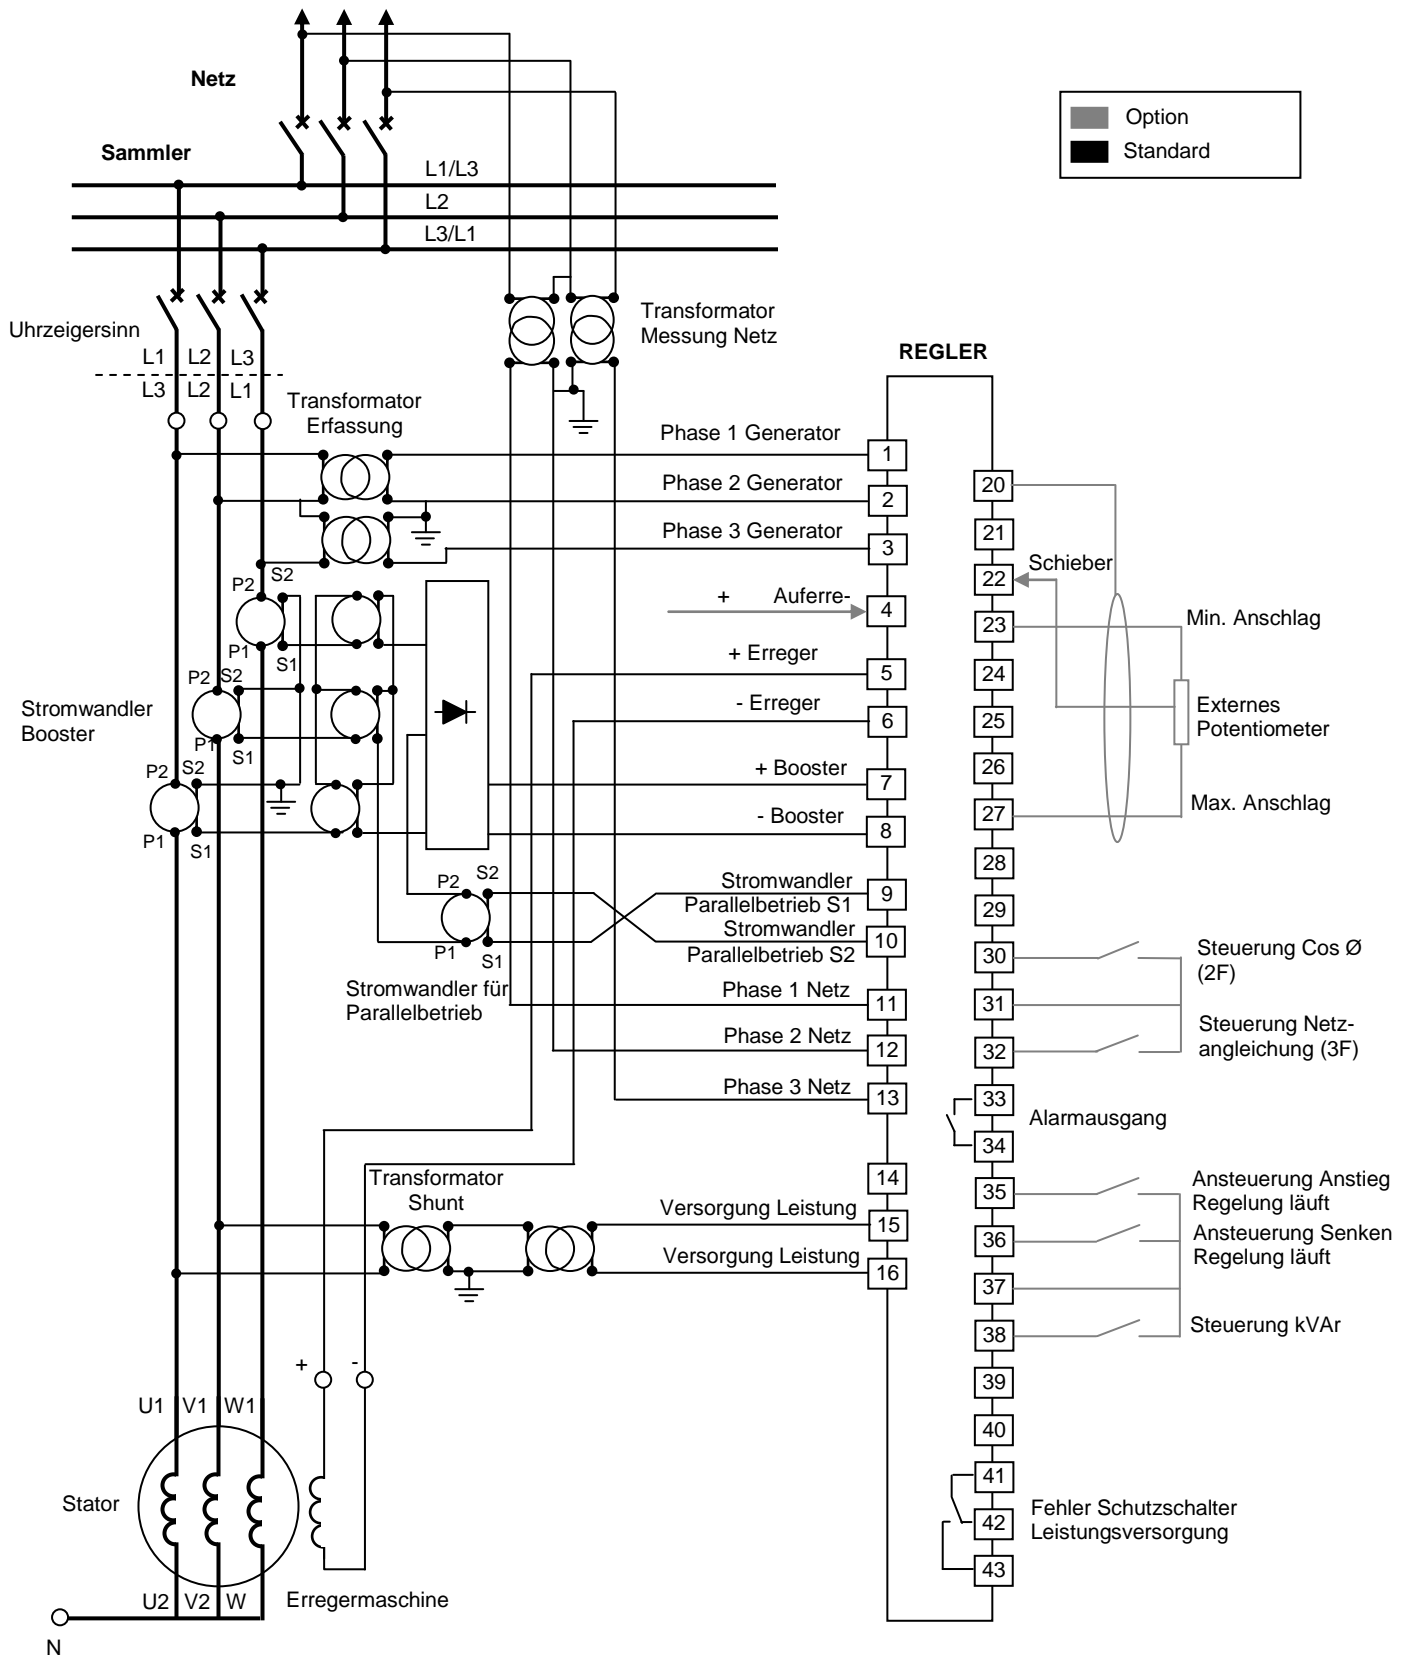 Netz
Option
Standard
Sammler
L1/L3
L2
L3/L1
Transformator
Messung Netz
Uhrzeigersinn
L1 L2 L3
L3 L2 L1
REGLER
Transformator
Erfassung
Phase 1 Generator
1
Phase 2 Generator
2
Phase 3 Generator
3
+ Auferre-
4
+ Erreger
5
- Erreger
6
+ Booster
7
- Booster
8
Stromwandler
Parallelbetrieb S1
9
Stromwandler
Parallelbetrieb S2
10
Phase 1 Netz
11
Phase 2 Netz
12
Phase 3 Netz
13
14
Versorgung Leistung
15
Versorgung Leistung
16
P2 S2
P1 S1
P2 S2
P1 S1
P2 S2
P1 S1
Stromwandler
Booster
P2 S2
P1 S1
Stromwandler für
Parallelbetrieb
Transformator
Shunt
20
21
22
Schieber
23
Min. Anschlag
24
25
Externes
Potentiometer
26
27
Max. Anschlag
28
29
30
Steuerung Cos Ø
(2F)
31
32
Steuerung Netz-
angleichung (3F)
33
34
Alarmausgang
35
Ansteuerung Anstieg
Regelung läuft
36
Ansteuerung Senken
Regelung läuft
37
38
Steuerung kVAr
39
40
41
42
43
Fehler Schutzschalter
Leistungsversorgung
+ -
U1 V1 W1
Stator
U2 V2 W
Erregermaschine
N